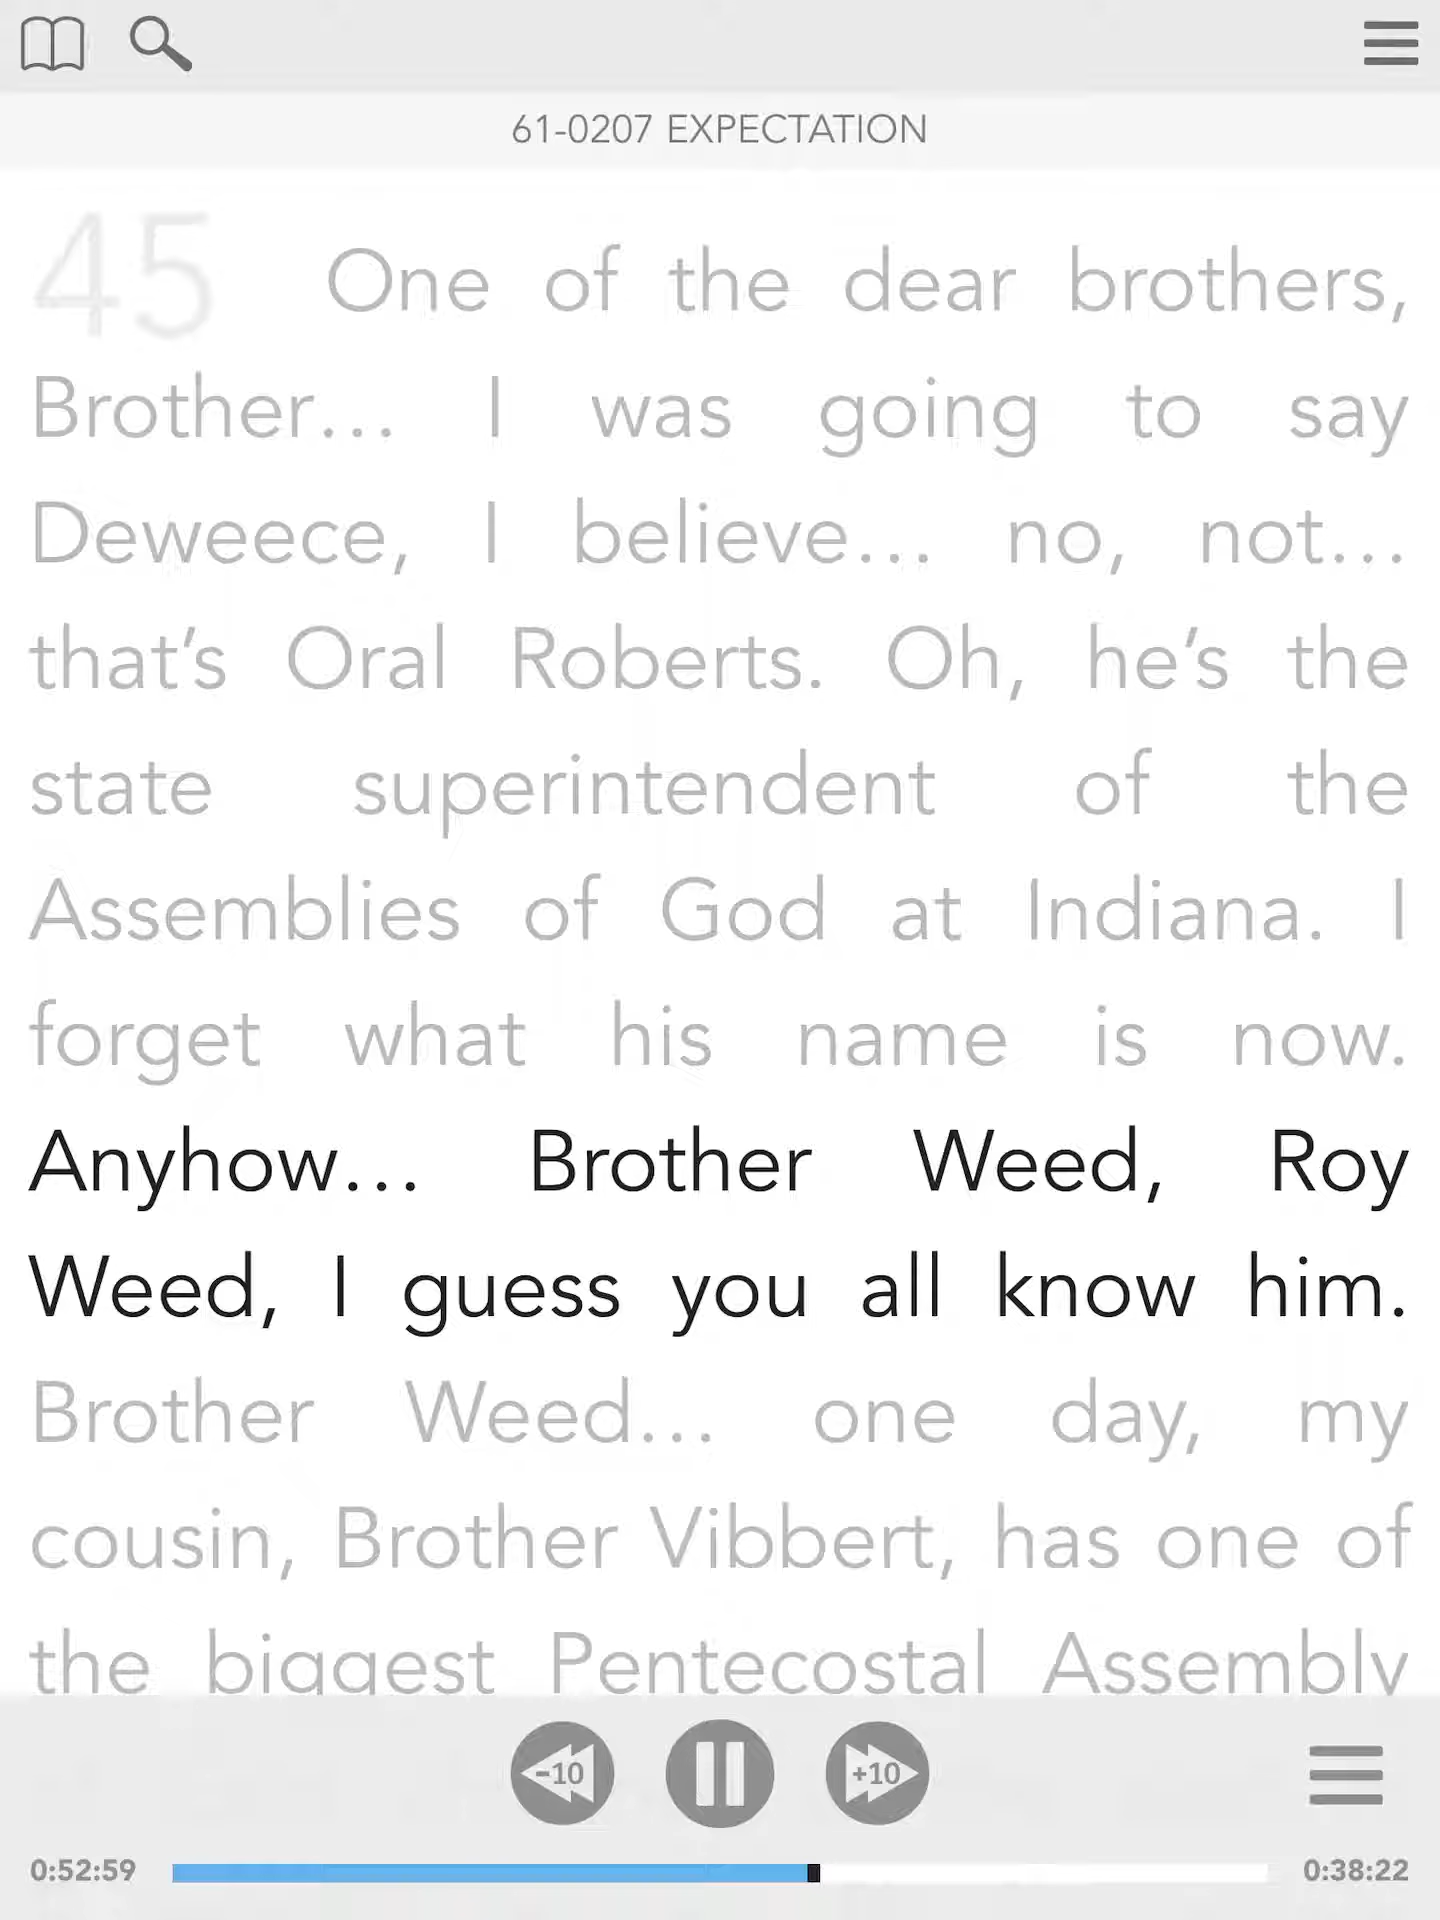 61-0207 EXPECTATION
45 One of the dear brothers,
Brother… I was going to say
Deweece, I believe… no, not…
that’s Oral Roberts. Oh, he’s the
state superintendent of the
Assemblies of God at Indiana. I
forget what his name is now.
Anyhow… Brother Weed, Roy
Weed, I guess you all know him.
Brother Weed… one day, my
cousin, Brother Vibbert, has one of
the biggest Pentecostal Assembly
-10 +10
0:52:59 0:38:22